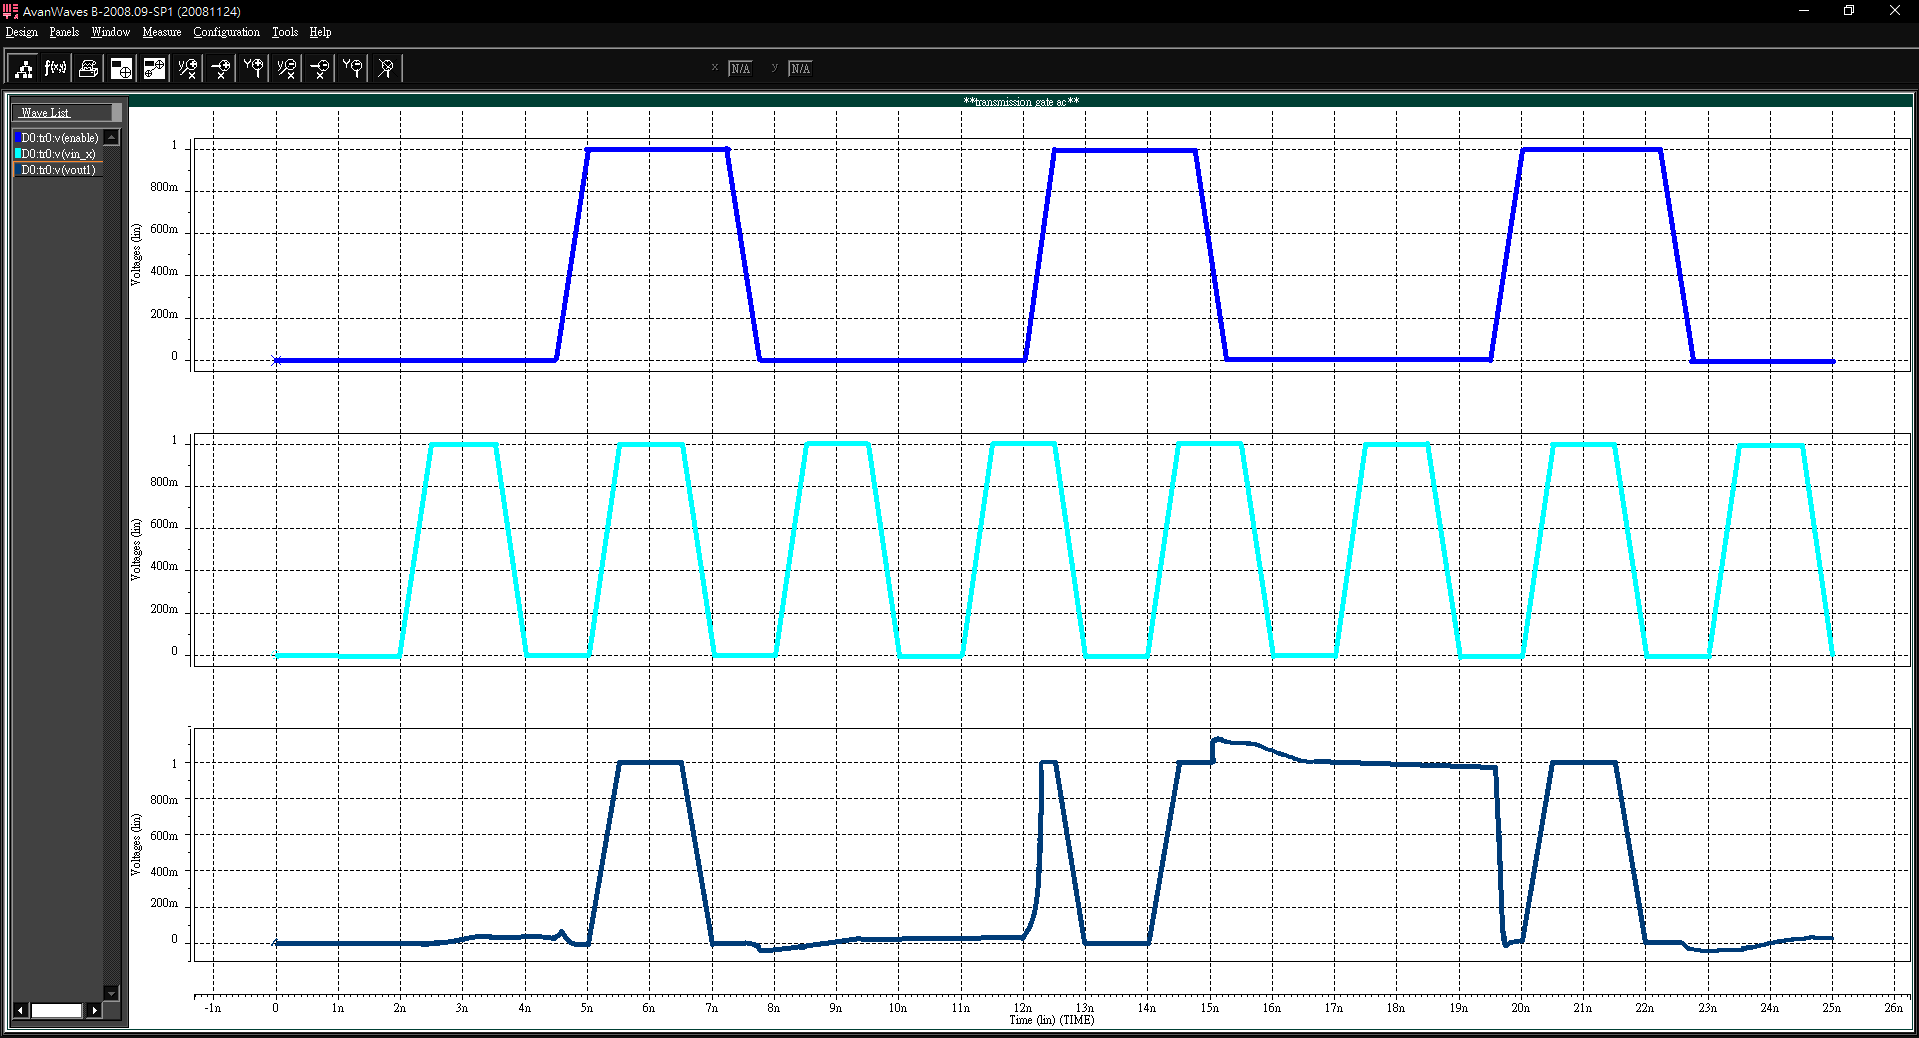 AvanWaves B-2008.09-SP1 (20081124)
Design Panels Window Measure Configuration Tools Help
f(x) x N/A y N/A
**transmission gate ac**
Wave List
D0:tr0:v(enable)
D0:tr0:v(vin_x)
D0:tr0:v(vout1)
Voltages (lin)
1
800m
600m
400m
200m
0
Voltages (lin)
1
800m
600m
400m
200m
0
Voltages (lin)
1
800m
600m
400m
200m
0
-1n 0 1n 2n 3n 4n 5n 6n 7n 8n 9n 10n 11n 12n 13n 14n 15n 16n 17n 18n 19n 20n 21n 22n 23n 24n 25n 26n
Time (lin) (TIME)